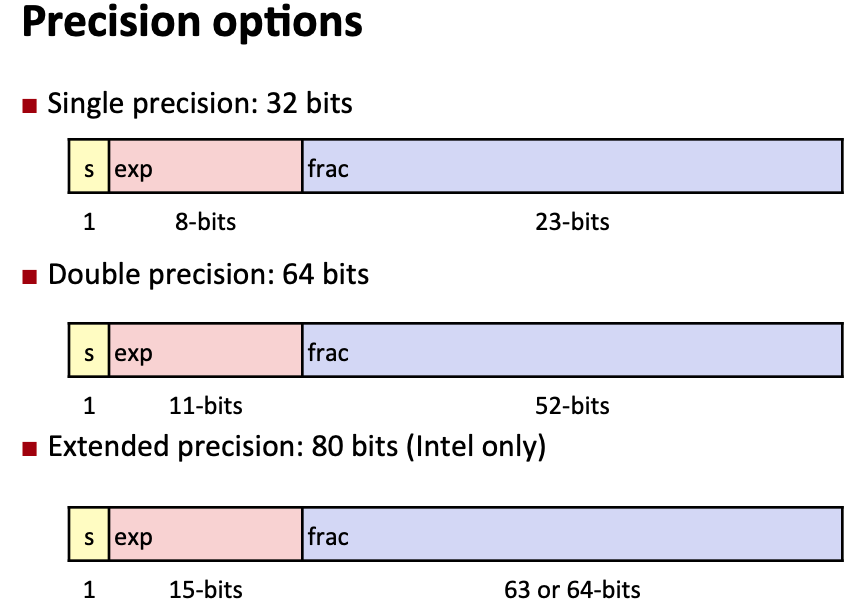 Precision options
Single precision: 32 bits
s exp frac
1 8-bits 23-bits
Double precision: 64 bits
s exp frac
1 11-bits 52-bits
Extended precision: 80 bits (Intel only)
s exp frac
1 15-bits 63 or 64-bits